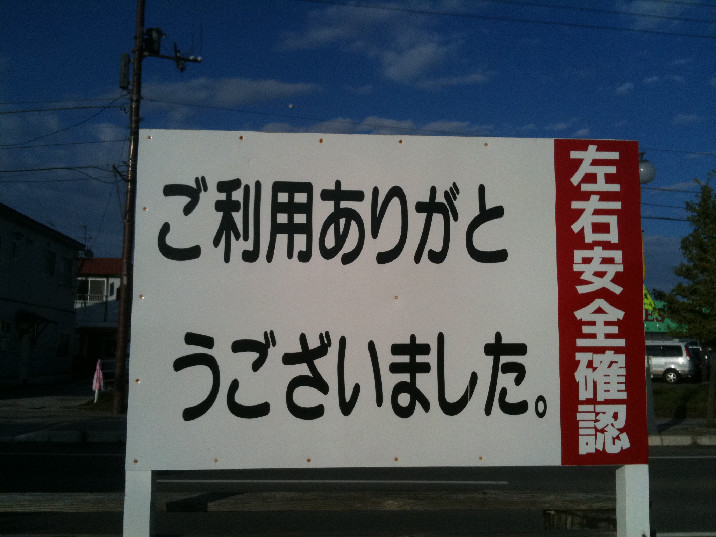 ご利用ありがと
うございました。
左右安全確認